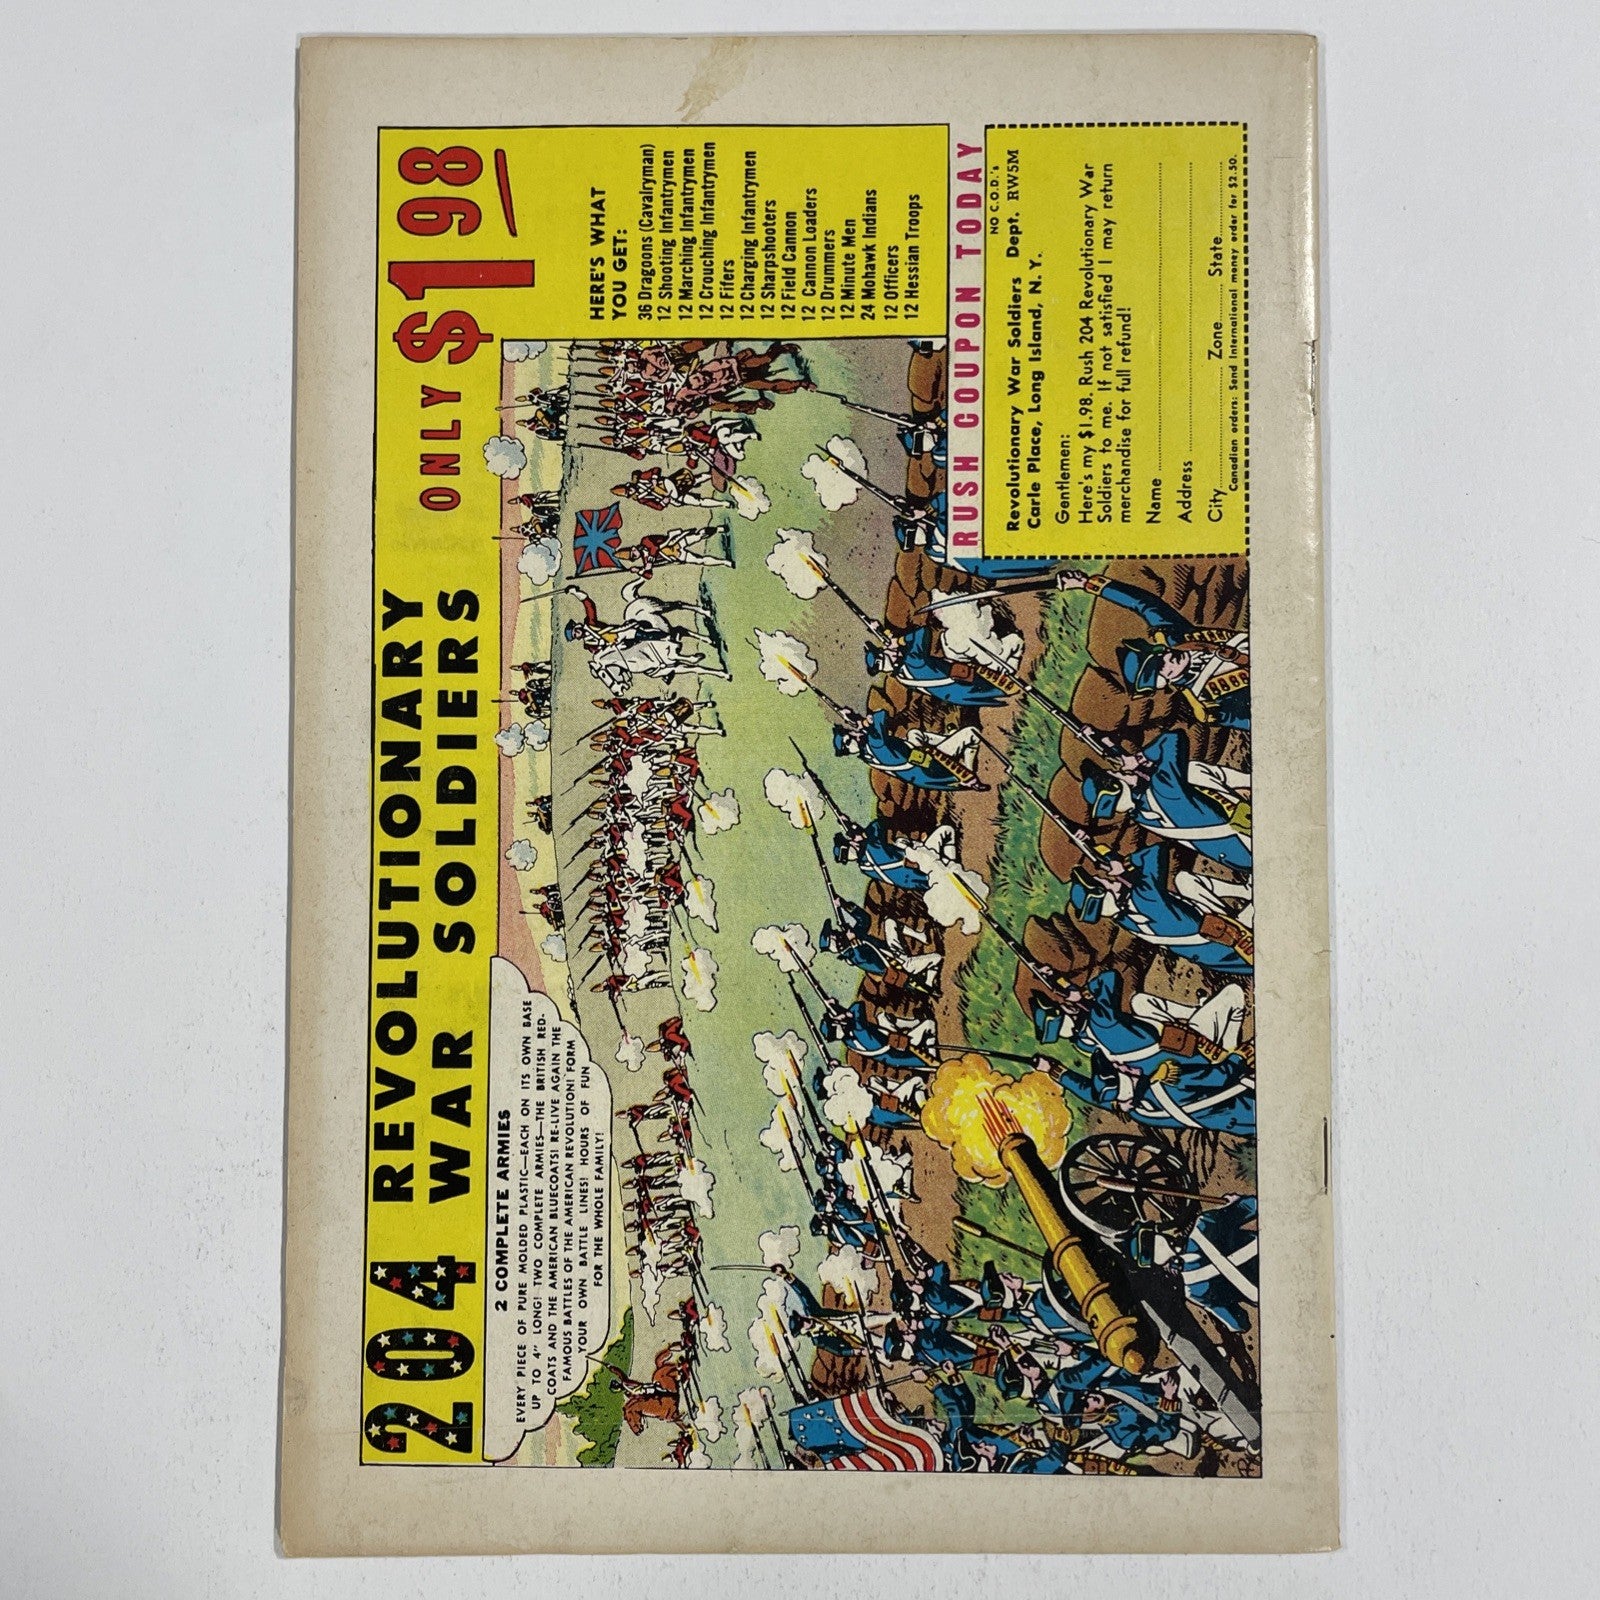 204 REVOLUTIONARY
WAR SOLDIERS
ONLY $1 98
2 COMPLETE ARMIES
EVERY PIECE OF PURE MOLDED PLASTIC—EACH ON ITS OWN BASE
UP TO 4" LONG! TWO COMPLETE ARMIES—THE BRITISH RED-
COATS AND THE AMERICAN BLUECOATS! RE-LIVE AGAIN THE
FAMOUS BATTLES OF THE AMERICAN REVOLUTION! FORM
YOUR OWN BATTLE LINES! HOURS OF FUN
FOR THE WHOLE FAMILY!
HERE'S WHAT
YOU GET:
36 Dragoons (Cavalryman)
12 Shooting Infantrymen
12 Marching Infantrymen
12 Crouching Infantrymen
12 Fifers
12 Charging Infantrymen
12 Sharpshooters
12 Field Cannon
12 Cannon Loaders
12 Drummers
12 Minute Men
24 Mohawk Indians
12 Officers
12 Hessian Troops
RUSH COUPON TODAY
NO C.O.D.'s
Revolutionary War Soldiers Dept. RW5M
Carle Place, Long Island, N. Y.
Gentlemen:
Here's my $1.98. Rush 204 Revolutionary War
Soldiers to me. If not satisfied I may return
merchandise for full refund!
Name
Address
City Zone State
Canadian orders: Send International money order for $2.50.